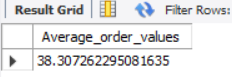 Result Grid Filter Rows:
Average_order_values
38.307262295081635